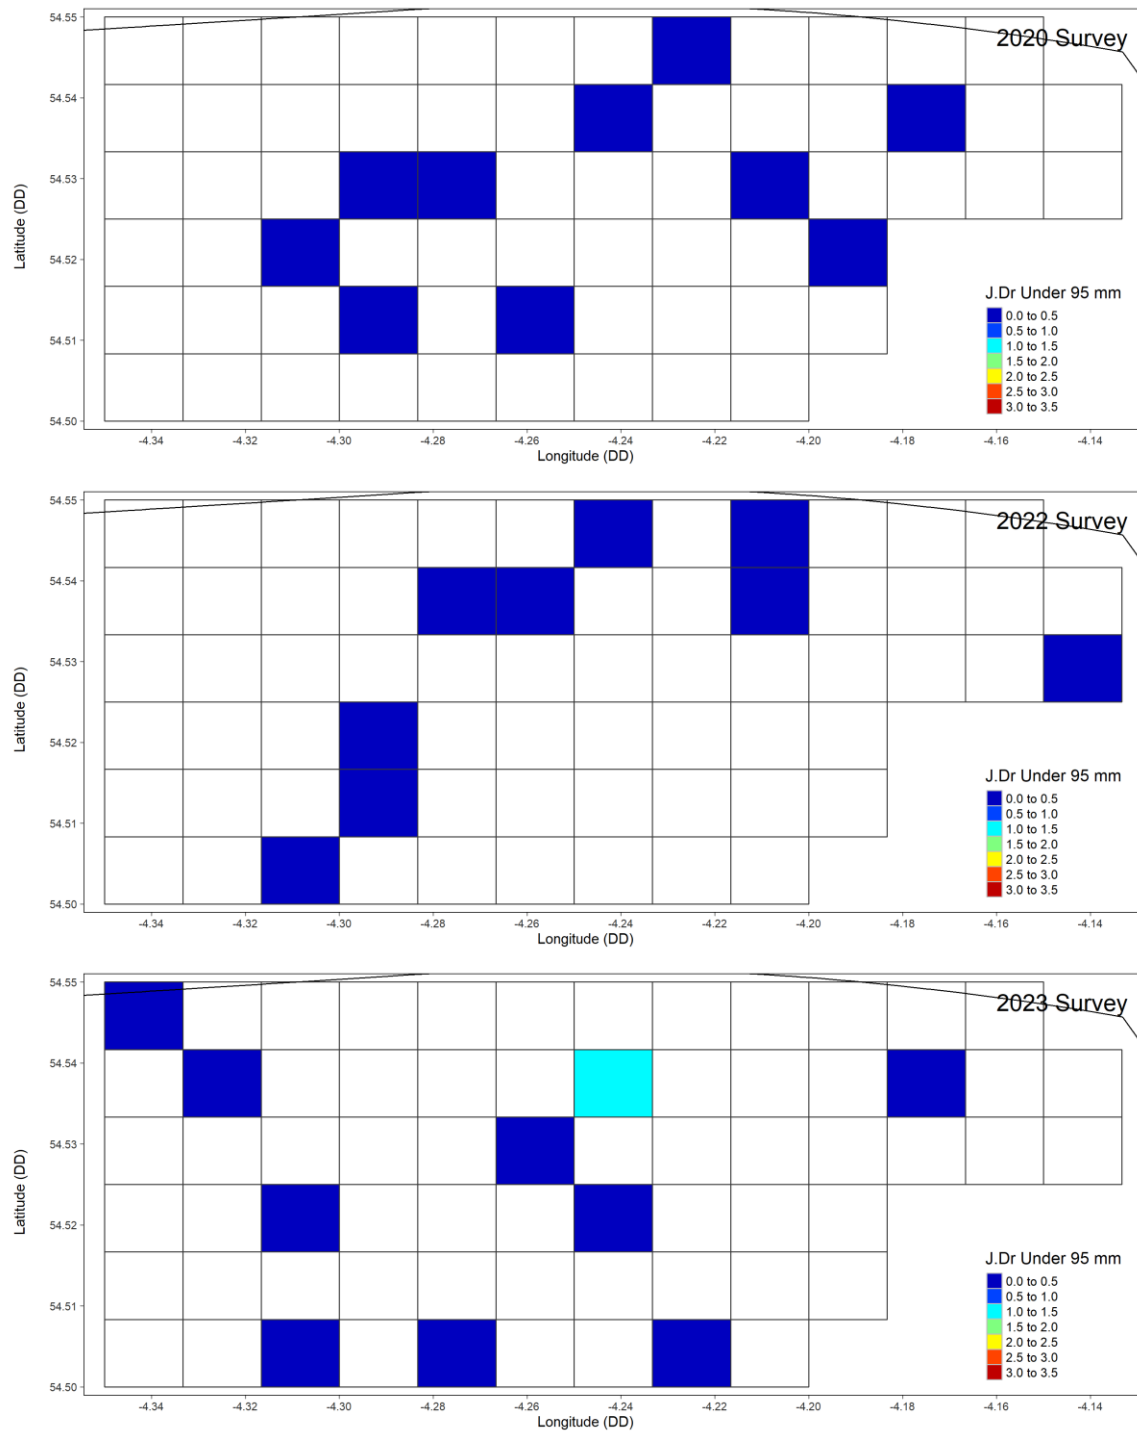 2020 Survey
54.55
54.54
54.53
54.52
54.51
54.50
Latitude (DD)
J.Dr Under 95 mm
0.0 to 0.5
0.5 to 1.0
1.0 to 1.5
1.5 to 2.0
2.0 to 2.5
2.5 to 3.0
3.0 to 3.5
-4.34 -4.32 -4.30 -4.28 -4.26 -4.24 -4.22 -4.20 -4.18 -4.16 -4.14
Longitude (DD)
2022 Survey
54.55
54.54
54.53
54.52
54.51
54.50
Latitude (DD)
J.Dr Under 95 mm
0.0 to 0.5
0.5 to 1.0
1.0 to 1.5
1.5 to 2.0
2.0 to 2.5
2.5 to 3.0
3.0 to 3.5
-4.34 -4.32 -4.30 -4.28 -4.26 -4.24 -4.22 -4.20 -4.18 -4.16 -4.14
Longitude (DD)
2023 Survey
54.55
54.54
54.53
54.52
54.51
54.50
Latitude (DD)
J.Dr Under 95 mm
0.0 to 0.5
0.5 to 1.0
1.0 to 1.5
1.5 to 2.0
2.0 to 2.5
2.5 to 3.0
3.0 to 3.5
-4.34 -4.32 -4.30 -4.28 -4.26 -4.24 -4.22 -4.20 -4.18 -4.16 -4.14
Longitude (DD)